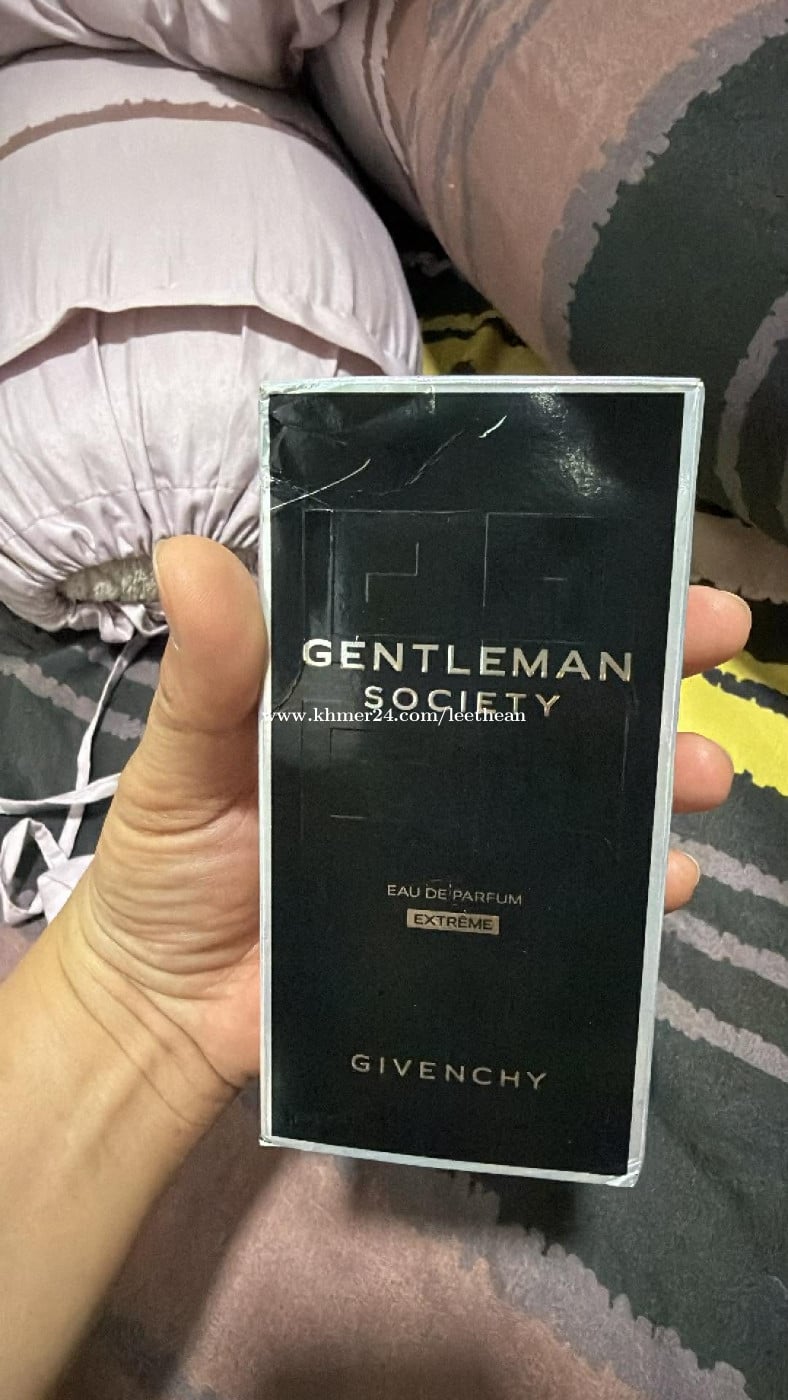 GENTLEMAN
SOCIETY
www.khmer24.com/leethean
EAU DE PARFUM
EXTRÊME
GIVENCHY